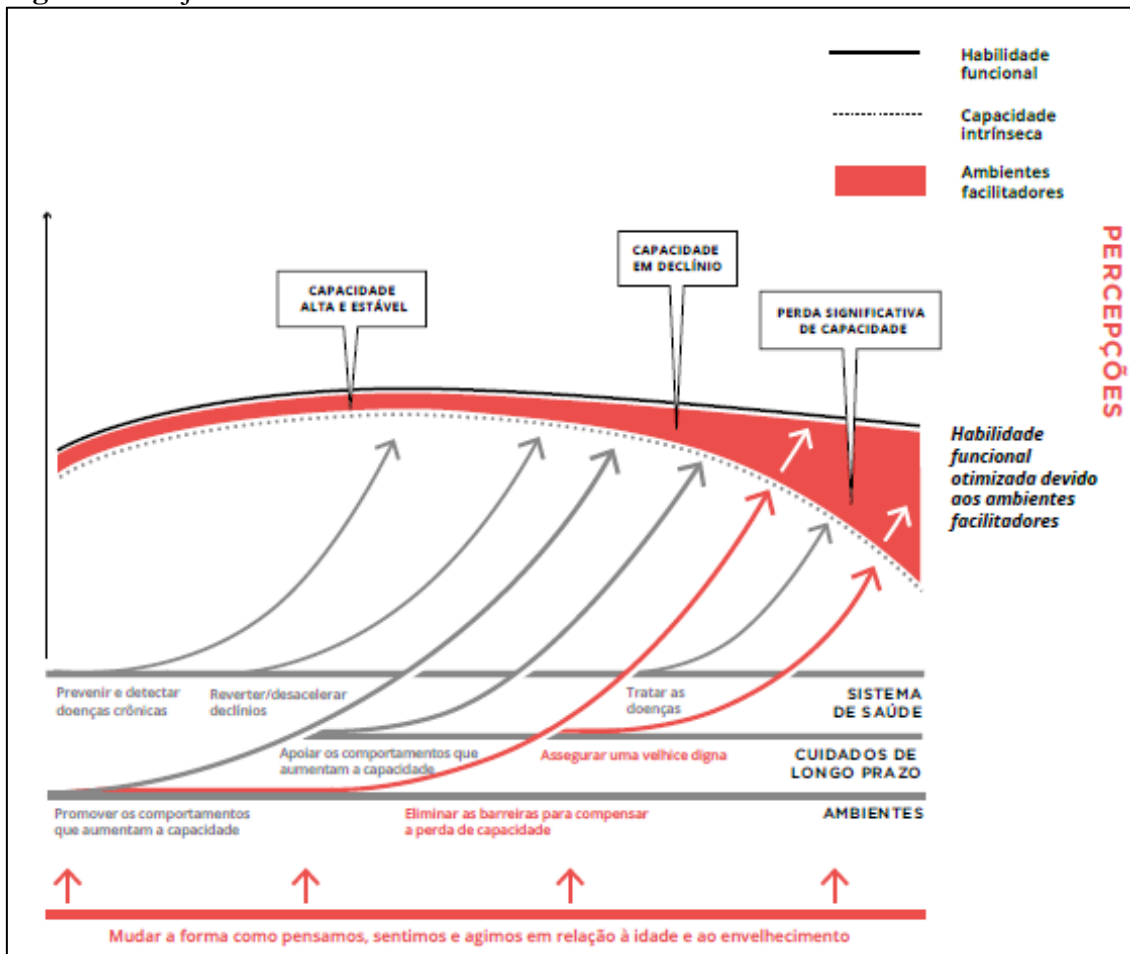 Habilidade
funcional
Capacidade
intrínseca
Ambientes
facilitadores
PERCEPÇÕES
CAPACIDADE
ALTA E ESTÁVEL
CAPACIDADE
EM DECLÍNIO
PERDA SIGNIFICATIVA
DE CAPACIDADE
Habilidade
funcional
otimizada devido
aos ambientes
facilitadores
Prevenir e detectar
doenças crônicas
Reverter/desacelerar
declínios
Tratar as
doenças
SISTEMA
DE SAÚDE
Apoiar os comportamentos que
aumentam a capacidade
Assegurar uma velhice digna
CUIDADOS DE
LONGO PRAZO
Promover os comportamentos
que aumentam a capacidade
Eliminar as barreiras para compensar
a perda de capacidade
AMBIENTES
Mudar a forma como pensamos, sentimos e agimos em relação à idade e ao envelhecimento